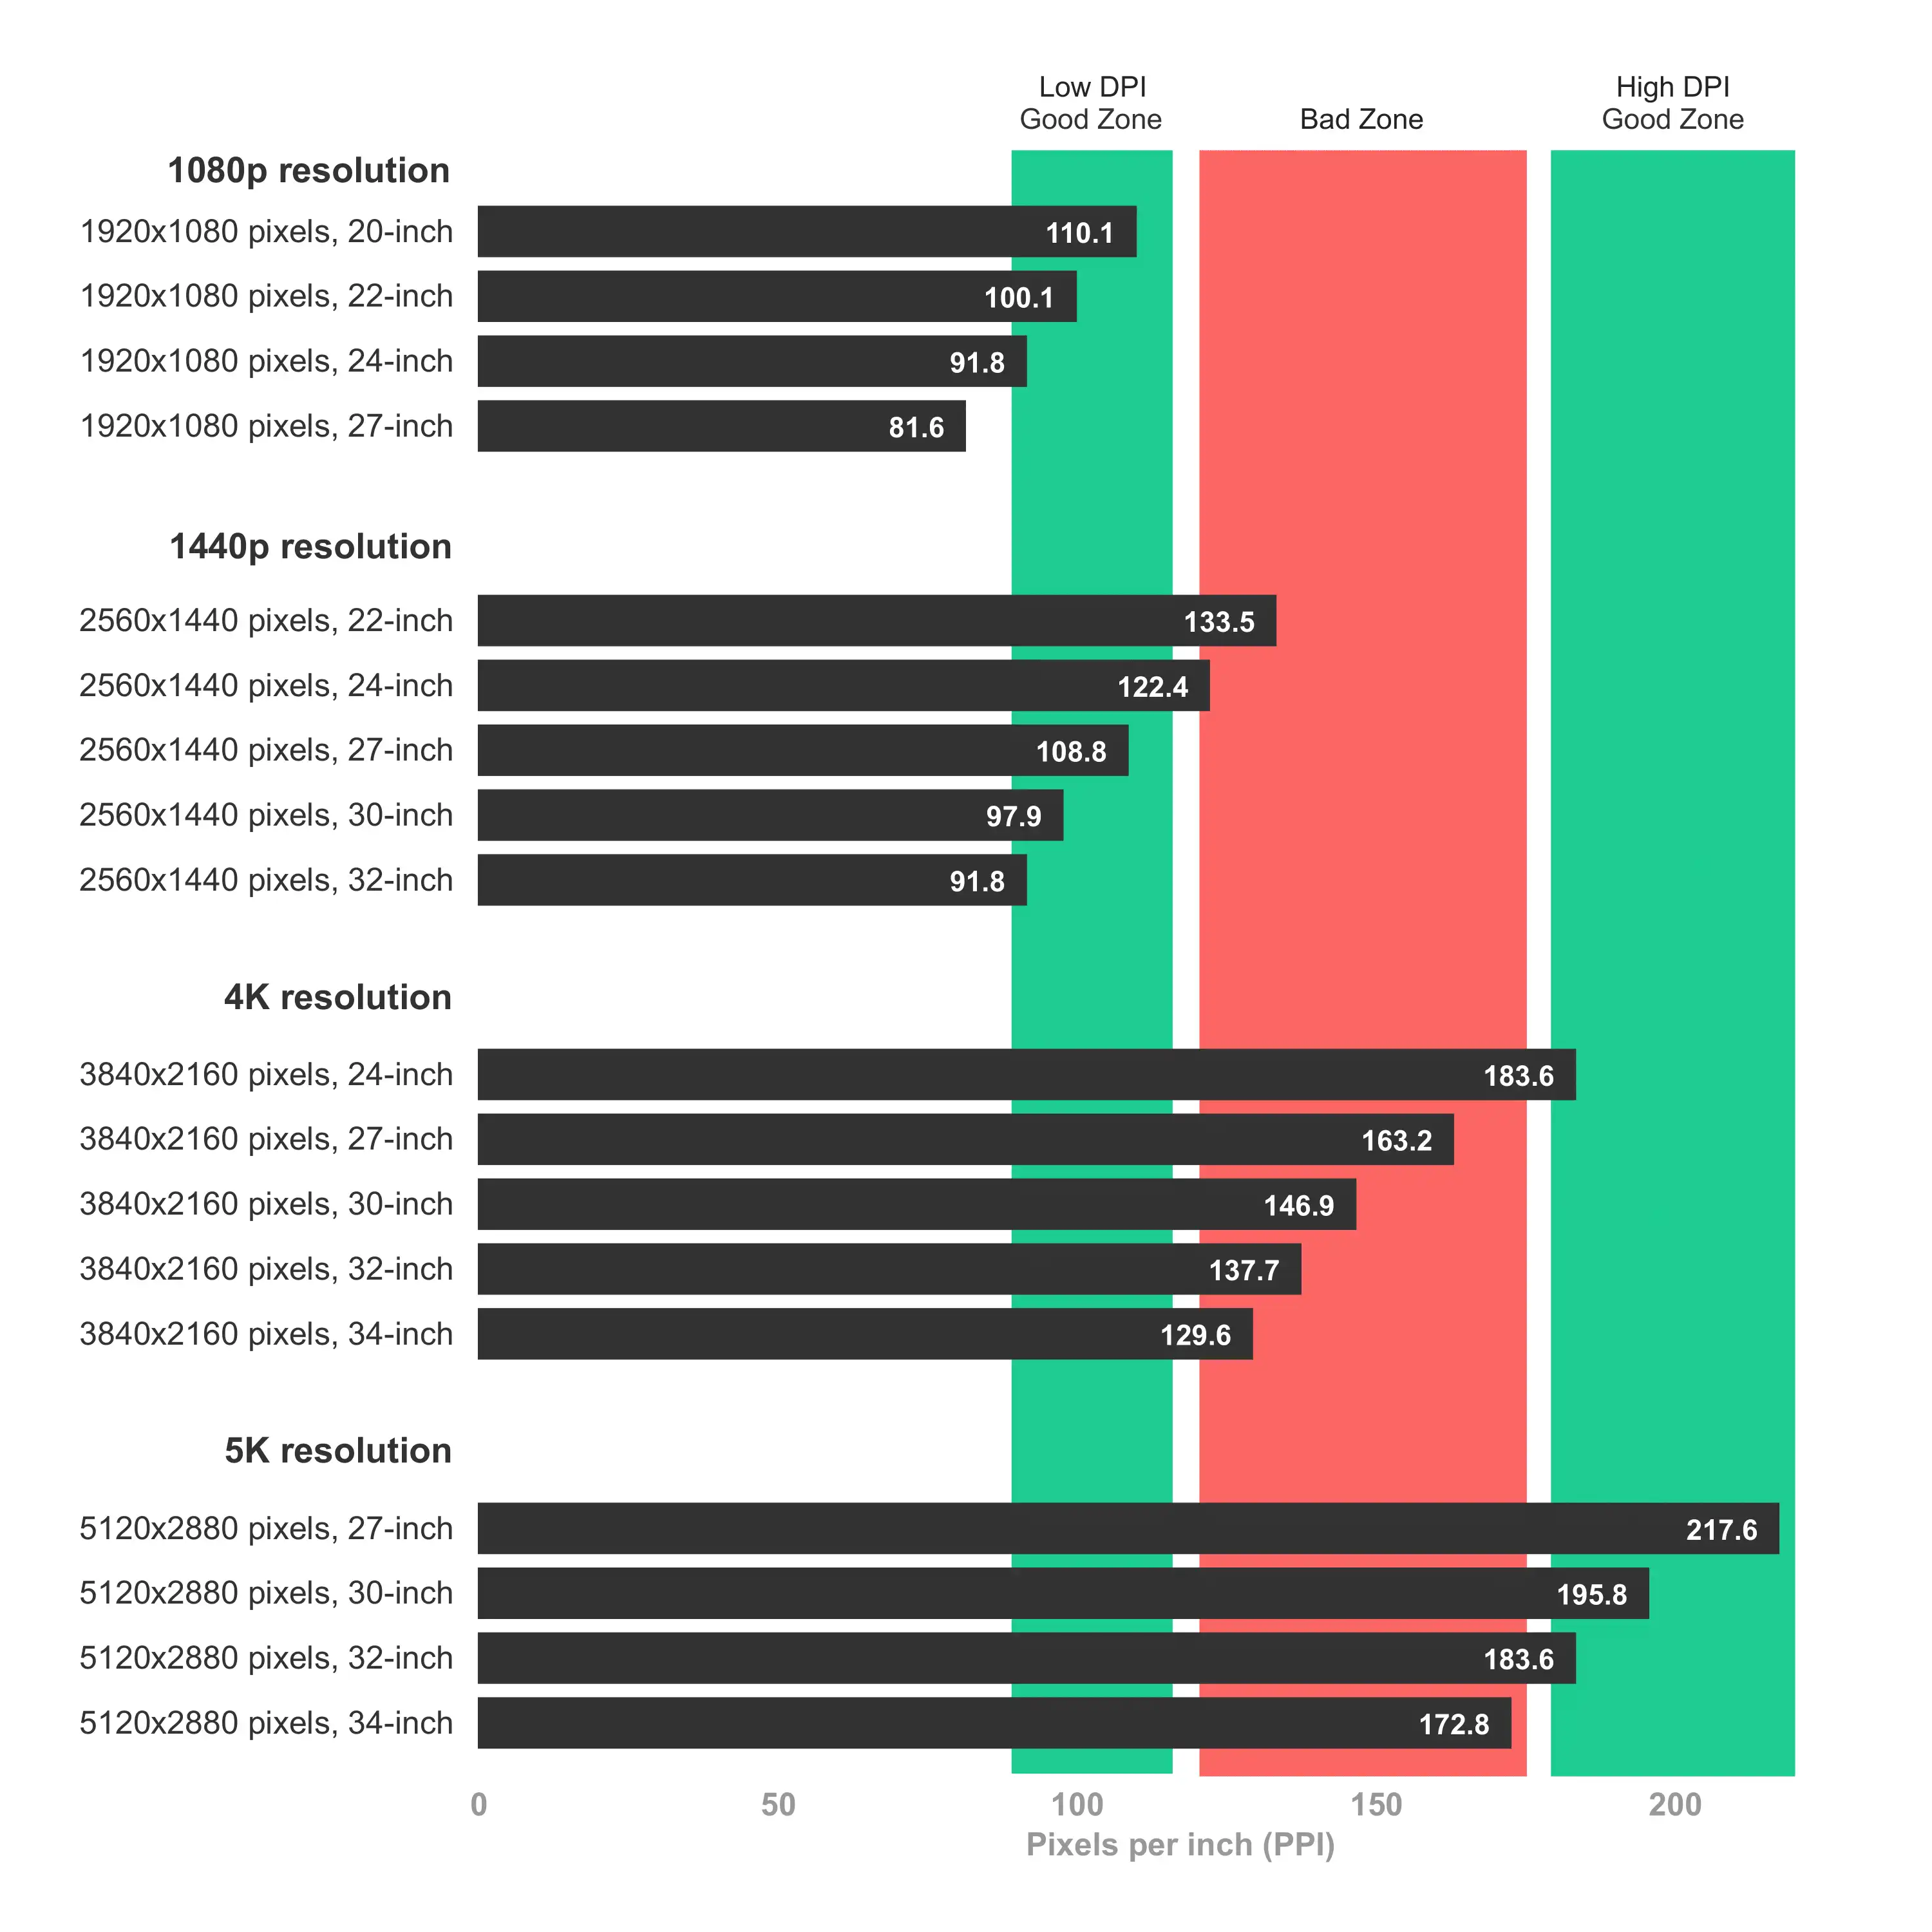 Low DPI
Good Zone
Bad Zone
High DPI
Good Zone
1080p resolution
1920x1080 pixels, 20-inch 110.1
1920x1080 pixels, 22-inch 100.1
1920x1080 pixels, 24-inch 91.8
1920x1080 pixels, 27-inch 81.6
1440p resolution
2560x1440 pixels, 22-inch 133.5
2560x1440 pixels, 24-inch 122.4
2560x1440 pixels, 27-inch 108.8
2560x1440 pixels, 30-inch 97.9
2560x1440 pixels, 32-inch 91.8
4K resolution
3840x2160 pixels, 24-inch 183.6
3840x2160 pixels, 27-inch 163.2
3840x2160 pixels, 30-inch 146.9
3840x2160 pixels, 32-inch 137.7
3840x2160 pixels, 34-inch 129.6
5K resolution
5120x2880 pixels, 27-inch 217.6
5120x2880 pixels, 30-inch 195.8
5120x2880 pixels, 32-inch 183.6
5120x2880 pixels, 34-inch 172.8
0 50 100 150 200
Pixels per inch (PPI)